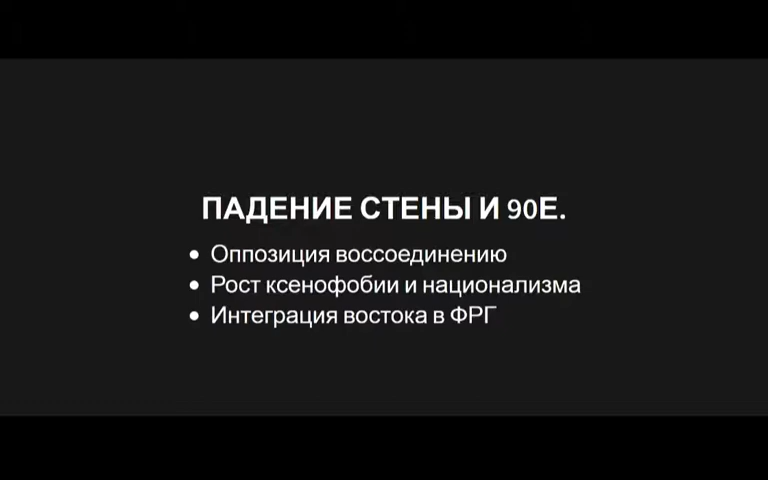 ПАДЕНИЕ СТЕНЫ И 90Е.
• Оппозиция воссоединению
• Рост ксенофобии и национализма
• Интеграция востока в ФРГ